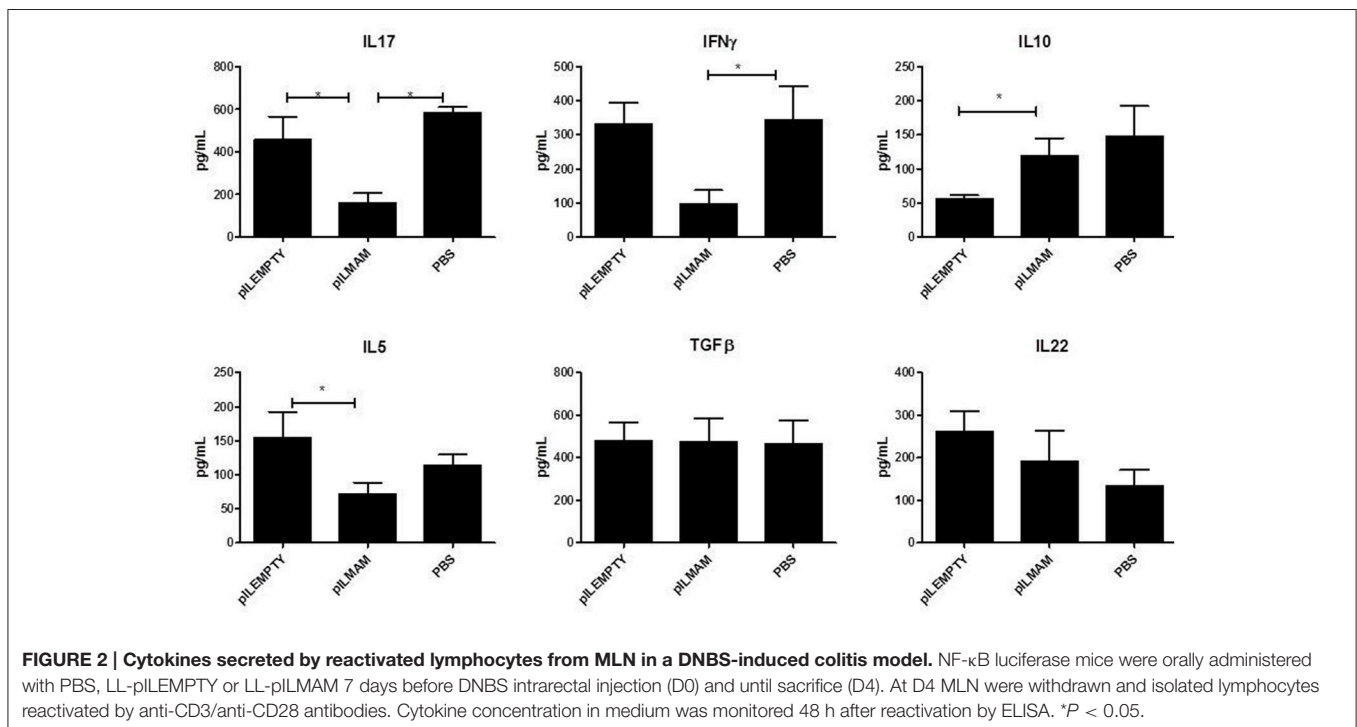 IL17
800
600
400
200
0
pg/mL
*
*
pILEMPTY
pILMAM
PBS
IFNγ
500
400
300
200
100
0
pg/mL
*
pILEMPTY
pILMAM
PBS
IL10
250
200
150
100
50
0
pg/mL
*
pILEMPTY
pILMAM
PBS
IL5
250
200
150
100
50
0
pg/mL
*
pILEMPTY
pILMAM
PBS
TGFβ
800
600
400
200
0
pg/mL
pILEMPTY
pILMAM
PBS
IL22
400
300
200
100
0
pg/mL
pILEMPTY
pILMAM
PBS
FIGURE 2 | Cytokines secreted by reactivated lymphocytes from MLN in a DNBS-induced colitis model. NF-κB luciferase mice were orally administered
with PBS, LL-pILEMPTY or LL-pILMAM 7 days before DNBS intrarectal injection (D0) and until sacrifice (D4). At D4 MLN were withdrawn and isolated lymphocytes
reactivated by anti-CD3/anti-CD28 antibodies. Cytokine concentration in medium was monitored 48 h after reactivation by ELISA. *P < 0.05.